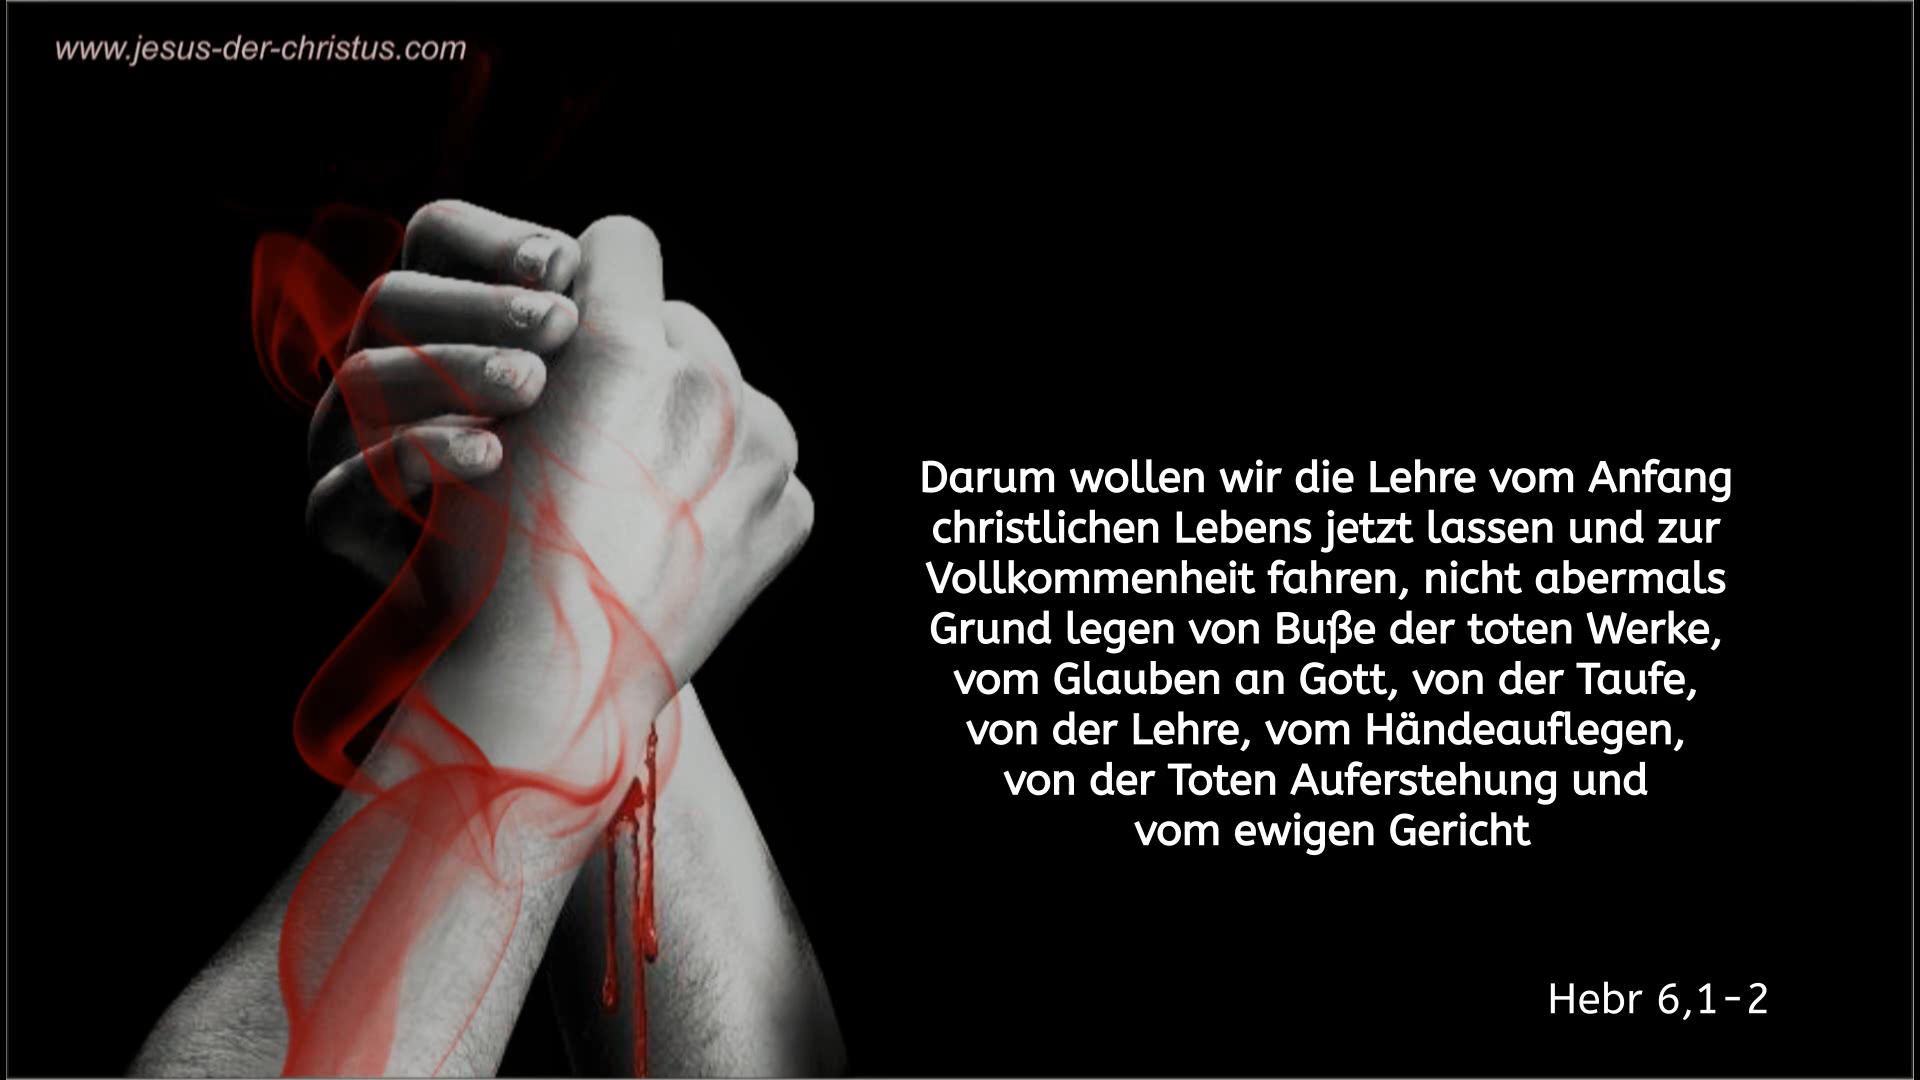 www.jesus-der-christus.com
Darum wollen wir die Lehre vom Anfang
christlichen Lebens jetzt lassen und zur
Vollkommenheit fahren, nicht abermals
Grund legen von Buße der toten Werke,
vom Glauben an Gott, von der Taufe,
von der Lehre, vom Händeauflegen,
von der Toten Auferstehung und
vom ewigen Gericht
Hebr 6,1-2